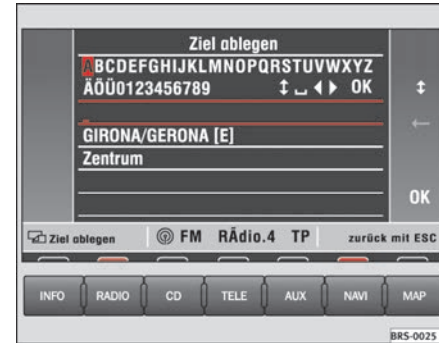 Ziel ablegen
ABCDEFGHIJKLMNOPQRSTUVWXYZ
ÄÖÜ0123456789 ↕ ⎵ ◀ ▶ OK ↕
_ ←
GIRONA/GERONA [E]
Zentrum
OK
Ziel ablegen FM RÃdio.4 TP zurück mit ESC
INFO RADIO CD TELE AUX NAVI MAP
BRS-0025